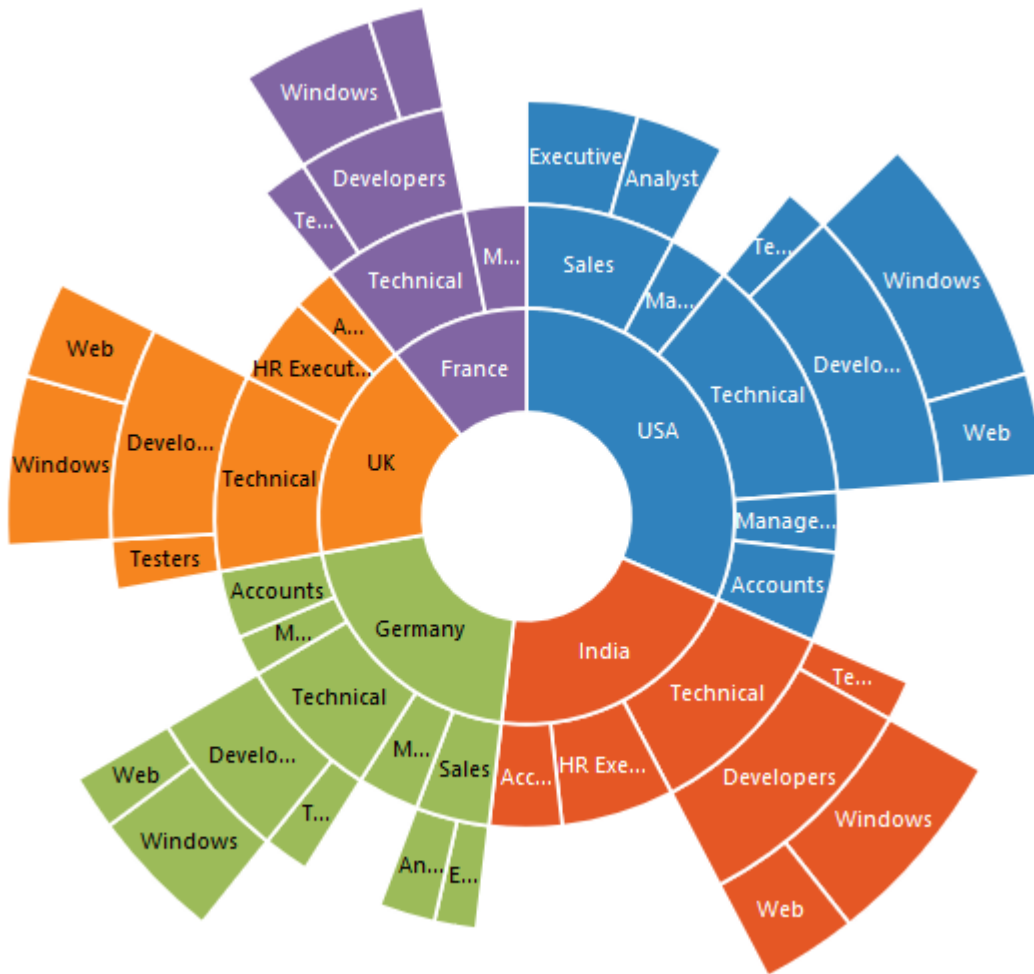 Windows
Developers
Te...
Technical
M...
France
Executive
Analyst
Sales
Ma...
Te...
Windows
Develo...
Web
Technical
USA
Manage...
Accounts
A...
HR Execut...
Web
Develo...
Windows
Technical
UK
Testers
Accounts
M...
Germany
Technical
Develo...
Web
Windows
T...
M...
Sales
An...
E...
India
Technical
Te...
Acc...
HR Exe...
Developers
Windows
Web